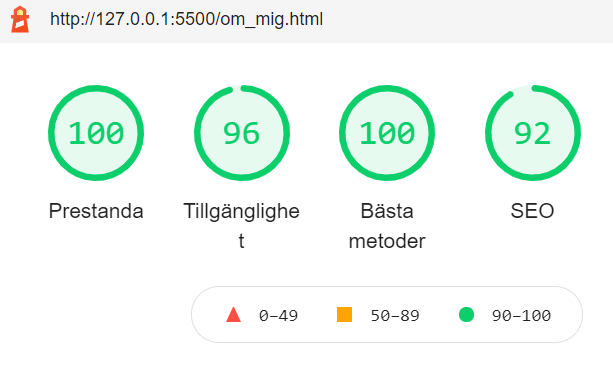 http://127.0.0.1:5500/om_mig.html
100 96 100 92
Prestanda Tillgänglighe Bästa SEO
t metoder
0–49 50–89 90–100